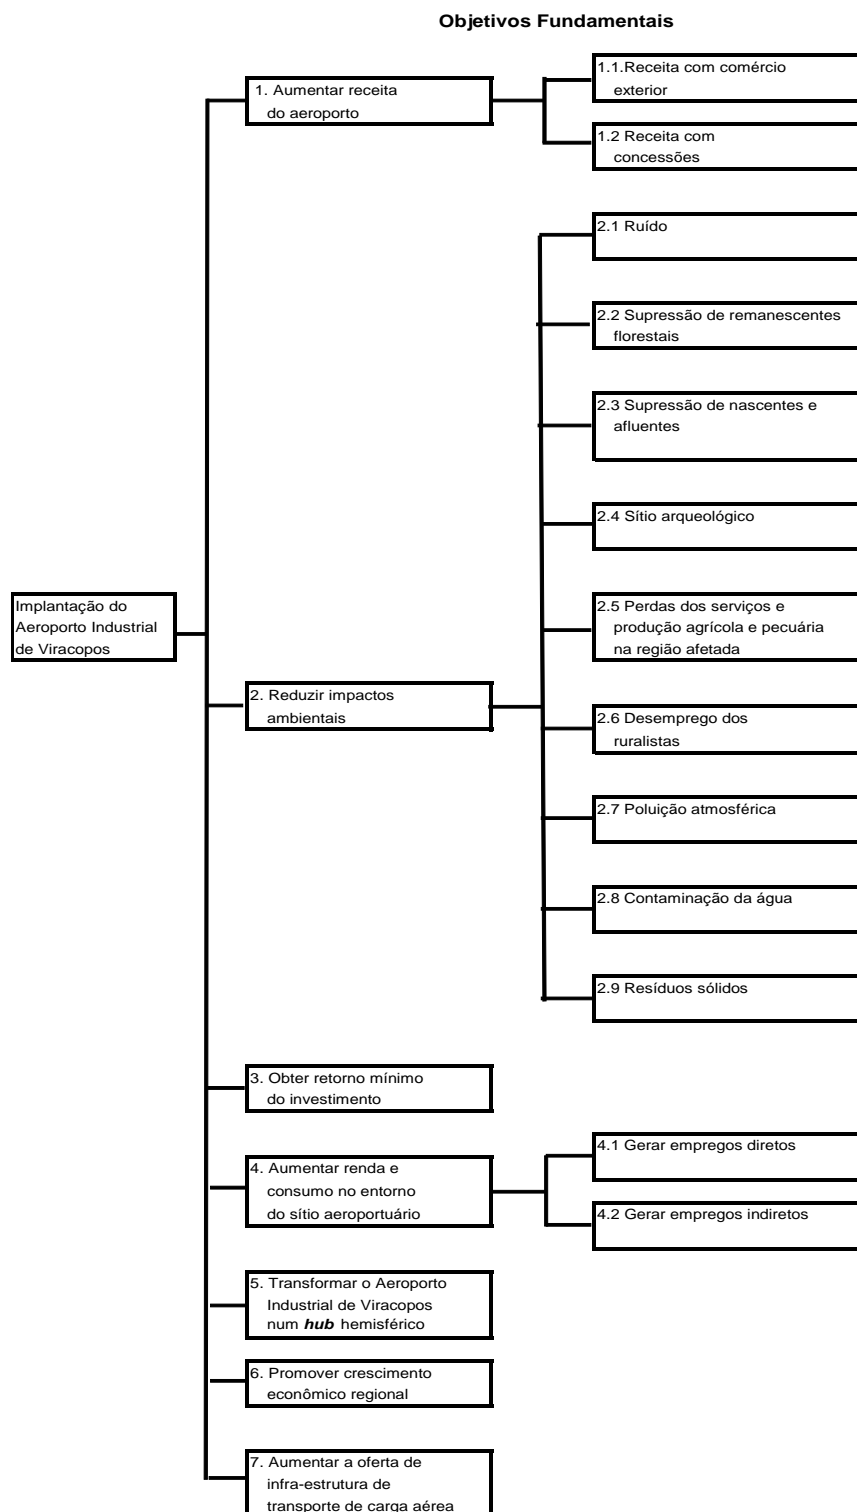 Objetivos Fundamentais
1.1.Receita com comércio
exterior
1. Aumentar receita
do aeroporto
1.2 Receita com
concessões
2.1 Ruído
2.2 Supressão de remanescentes
florestais
2.3 Supressão de nascentes e
afluentes
2.4 Sítio arqueológico
Implantação do
Aeroporto Industrial
de Viracopos
2.5 Perdas dos serviços e
produção agrícola e pecuária
na região afetada
2. Reduzir impactos
ambientais
2.6 Desemprego dos
ruralistas
2.7 Poluição atmosférica
2.8 Contaminação da água
2.9 Resíduos sólidos
3. Obter retorno mínimo
do investimento
4. Aumentar renda e
consumo no entorno
do sítio aeroportuário
4.1 Gerar empregos diretos
4.2 Gerar empregos indiretos
5. Transformar o Aeroporto
Industrial de Viracopos
num hub hemisférico
6. Promover crescimento
econômico regional
7. Aumentar a oferta de
infra-estrutura de
transporte de carga aérea